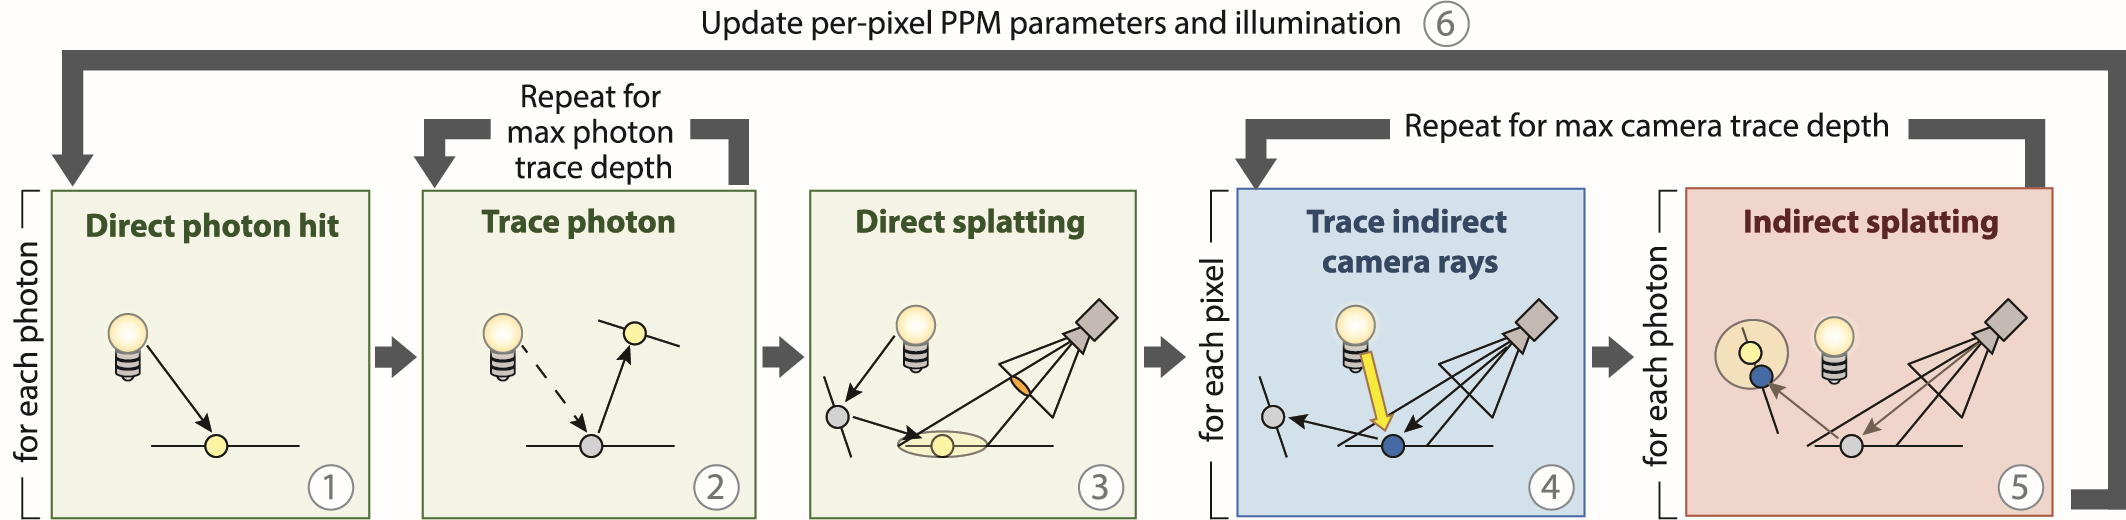 Update per-pixel PPM parameters and illumination 6
Repeat for
max photon
trace depth
Repeat for max camera trace depth
for each photon
Direct photon hit
1
Trace photon
2
Direct splatting
3
for each pixel
Trace indirect
camera rays
4
for each photon
Indirect splatting
5